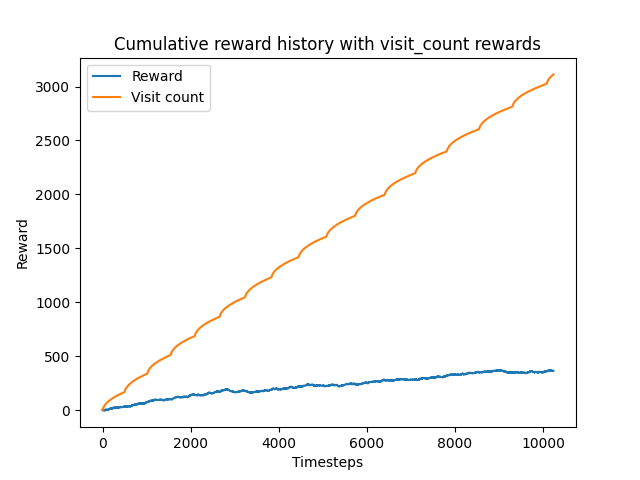 Cumulative reward history with visit_count rewards
Reward
Visit count
3000
2500
2000
1500
1000
500
0
Reward
0 2000 4000 6000 8000 10000
Timesteps